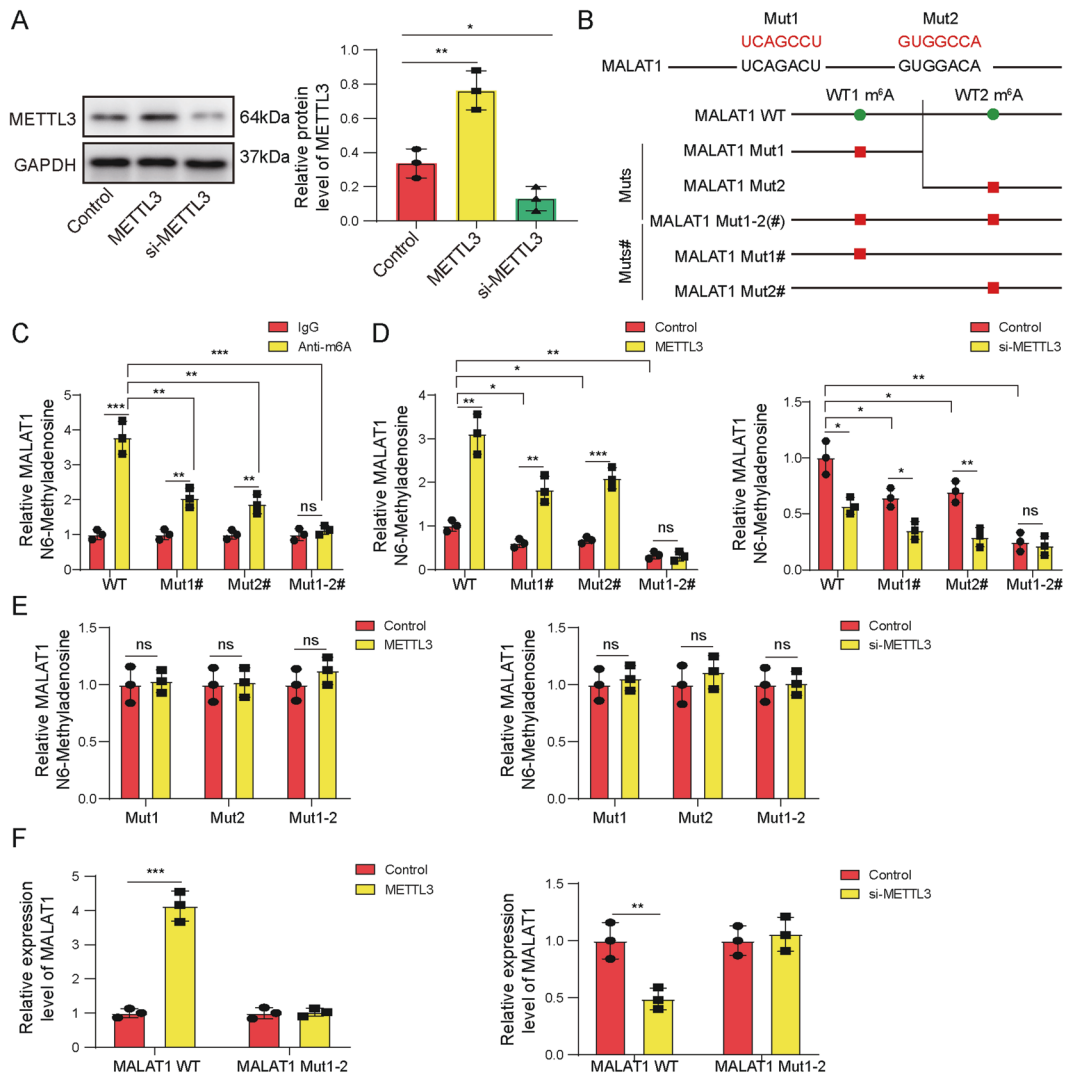 A
METTL3
GAPDH
64kDa
37kDa
Control
METTL3
si-METTL3
Relative protein
level of METTL3
1.0
0.8
0.6
0.4
0.2
0.0
*
**
Control
METTL3
si-METTL3
B
Mut1
Mut2
UCAGCCU
GUGGCCA
MALAT1
UCAGACU
GUGGACA
WT1 m⁶A
WT2 m⁶A
MALAT1 WT
Muts
MALAT1 Mut1
MALAT1 Mut2
MALAT1 Mut1-2(#)
Muts#
MALAT1 Mut1#
MALAT1 Mut2#
C
IgG
Anti-m6A
Relative MALAT1
N6-Methyladenosine
5
4
3
2
1
0
***
**
**
***
**
**
ns
WT
Mut1#
Mut2#
Mut1-2#
D
Control
METTL3
Relative MALAT1
N6-Methyladenosine
4
3
2
1
0
**
*
*
**
**
***
ns
WT
Mut1#
Mut2#
Mut1-2#
Control
si-METTL3
Relative MALAT1
N6-Methyladenosine
1.5
1.0
0.5
0.0
**
*
*
*
*
**
ns
WT
Mut1#
Mut2#
Mut1-2#
E
Control
METTL3
Relative MALAT1
N6-Methyladenosine
1.5
1.0
0.5
0.0
ns
ns
ns
Mut1
Mut2
Mut1-2
Control
si-METTL3
Relative MALAT1
N6-Methyladenosine
1.5
1.0
0.5
0.0
ns
ns
ns
Mut1
Mut2
Mut1-2
F
Control
METTL3
Relative expression
level of MALAT1
5
4
3
2
1
0
***
MALAT1 WT
MALAT1 Mut1-2
Control
si-METTL3
Relative expression
level of MALAT1
1.5
1.0
0.5
0.0
**
MALAT1 WT
MALAT1 Mut1-2